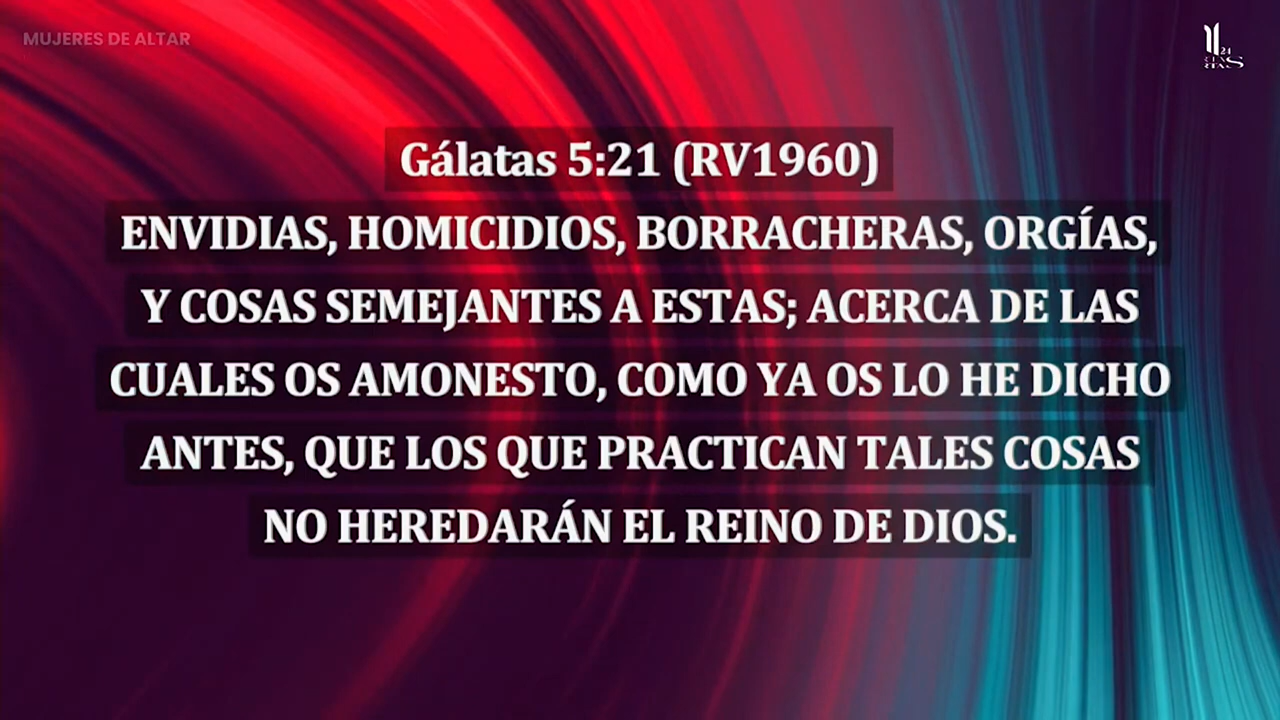 MUJERES DE ALTAR
24
Gálatas 5:21 (RV1960)
ENVIDIAS, HOMICIDIOS, BORRACHERAS, ORGÍAS,
Y COSAS SEMEJANTES A ESTAS; ACERCA DE LAS
CUALES OS AMONESTO, COMO YA OS LO HE DICHO
ANTES, QUE LOS QUE PRACTICAN TALES COSAS
NO HEREDARÁN EL REINO DE DIOS.